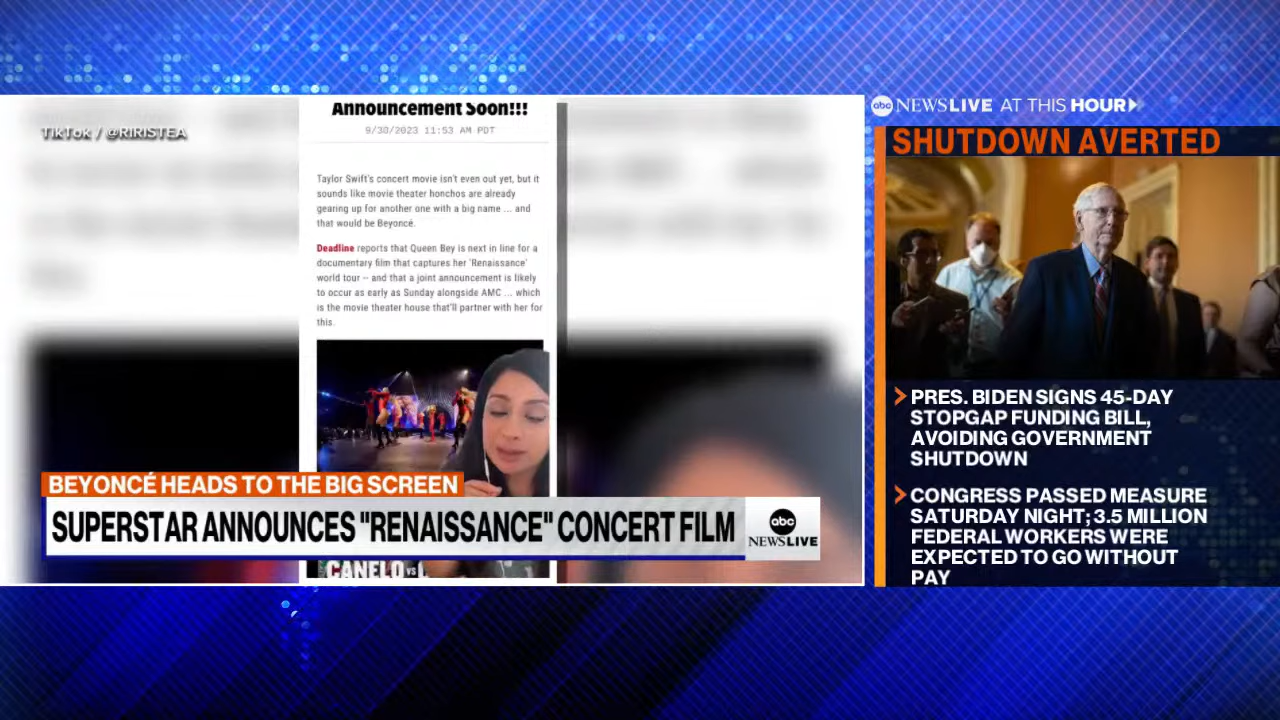 Announcement Soon!!!
TikTok / @RIRISTEA
9/30/2023 11:53 AM PDT
Taylor Swift's concert movie isn't even out yet, but it
sounds like movie theater honchos are already
gearing up for another one with a big name ... and
that would be Beyoncé.
Deadline reports that Queen Bey is next in line for a
documentary film that captures her 'Renaissance'
world tour -- and that a joint announcement is likely
to occur as early as Sunday alongside AMC ... which
is the movie theater house that'll partner with her for
this.
BEYONCÉ HEADS TO THE BIG SCREEN
SUPERSTAR ANNOUNCES "RENAISSANCE" CONCERT FILM
abc
NEWSLIVE
CANELO vs
abc NEWSLIVE AT THIS HOUR
SHUTDOWN AVERTED
PRES. BIDEN SIGNS 45-DAY
STOPGAP FUNDING BILL,
AVOIDING GOVERNMENT
SHUTDOWN
CONGRESS PASSED MEASURE
SATURDAY NIGHT; 3.5 MILLION
FEDERAL WORKERS WERE
EXPECTED TO GO WITHOUT
PAY